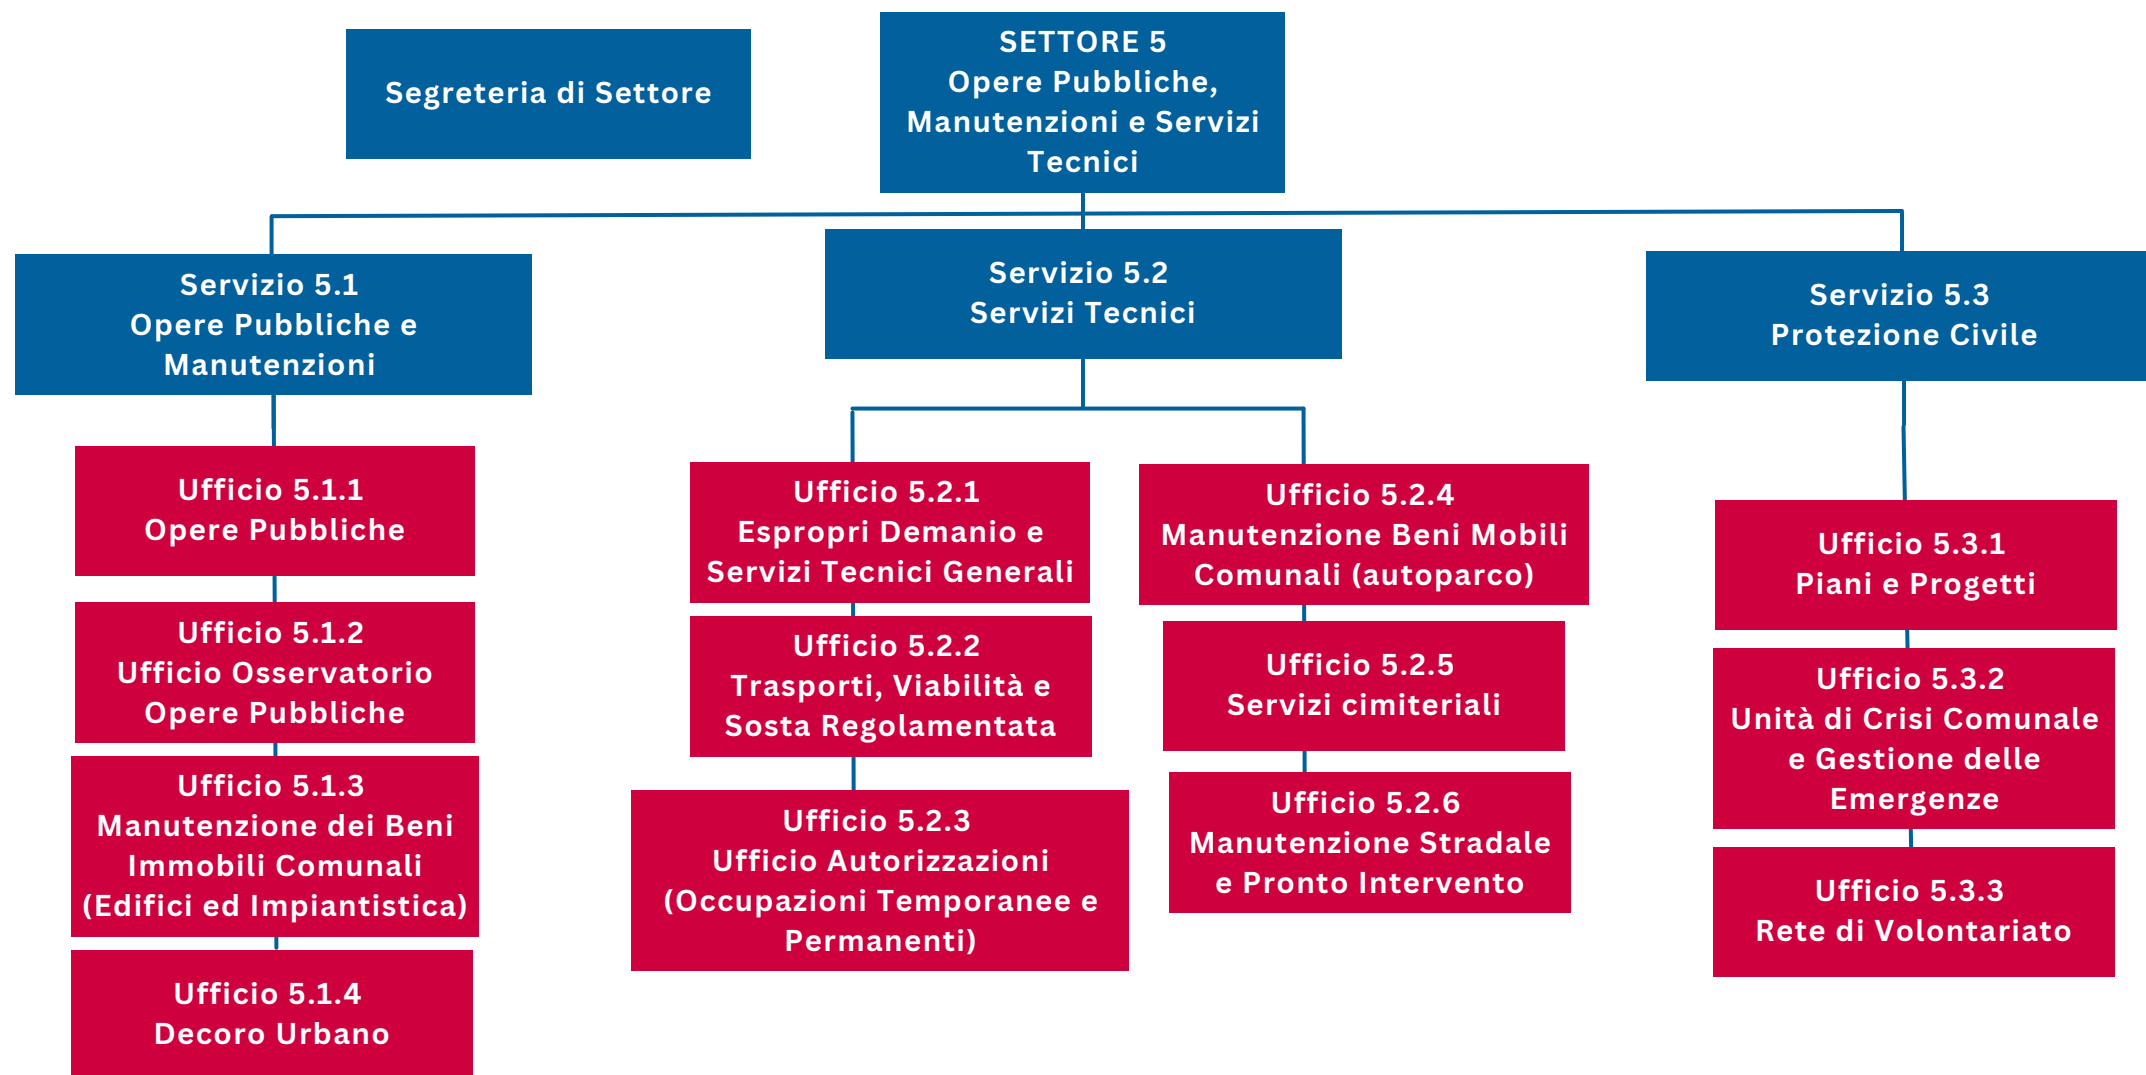 Segreteria di Settore
SETTORE 5
Opere Pubbliche,
Manutenzioni e Servizi
Tecnici
Servizio 5.1
Opere Pubbliche e
Manutenzioni
Servizio 5.2
Servizi Tecnici
Servizio 5.3
Protezione Civile
Ufficio 5.1.1
Opere Pubbliche
Ufficio 5.1.2
Ufficio Osservatorio
Opere Pubbliche
Ufficio 5.1.3
Manutenzione dei Beni
Immobili Comunali
(Edifici ed Impiantistica)
Ufficio 5.1.4
Decoro Urbano
Ufficio 5.2.1
Espropri Demanio e
Servizi Tecnici Generali
Ufficio 5.2.2
Trasporti, Viabilità e
Sosta Regolamentata
Ufficio 5.2.3
Ufficio Autorizzazioni
(Occupazioni Temporanee e
Permanenti)
Ufficio 5.2.4
Manutenzione Beni Mobili
Comunali (autoparco)
Ufficio 5.2.5
Servizi cimiteriali
Ufficio 5.2.6
Manutenzione Stradale
e Pronto Intervento
Ufficio 5.3.1
Piani e Progetti
Ufficio 5.3.2
Unità di Crisi Comunale
e Gestione delle
Emergenze
Ufficio 5.3.3
Rete di Volontariato